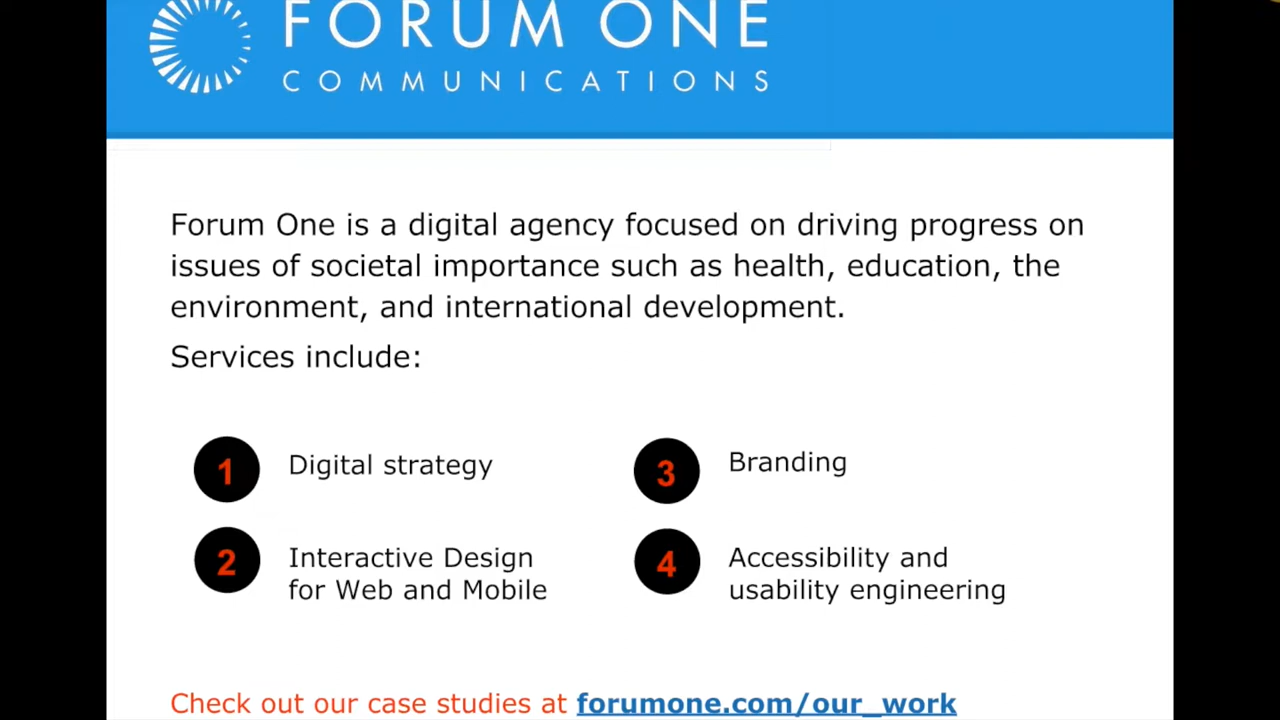 FORUM ONE
COMMUNICATIONS
Forum One is a digital agency focused on driving progress on
issues of societal importance such as health, education, the
environment, and international development.
Services include:
1 Digital strategy
2 Interactive Design
for Web and Mobile
3 Branding
4 Accessibility and
usability engineering
Check out our case studies at forumone.com/our_work